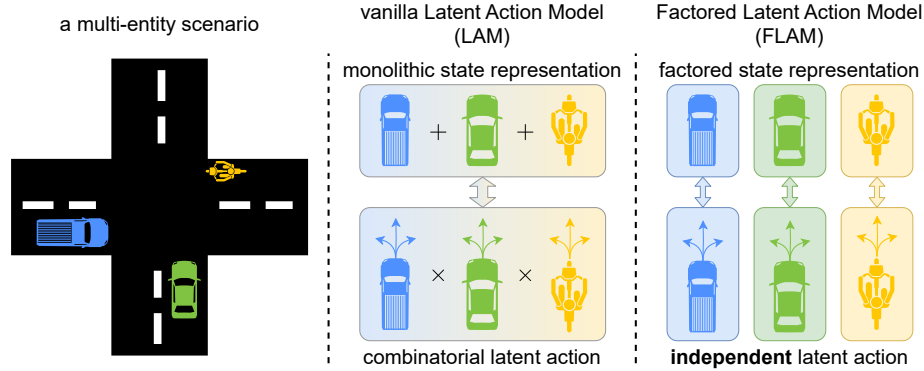 a multi-entity scenario
vanilla Latent Action Model
(LAM)
monolithic state representation
+ +
× ×
combinatorial latent action
Factored Latent Action Model
(FLAM)
factored state representation
independent latent action